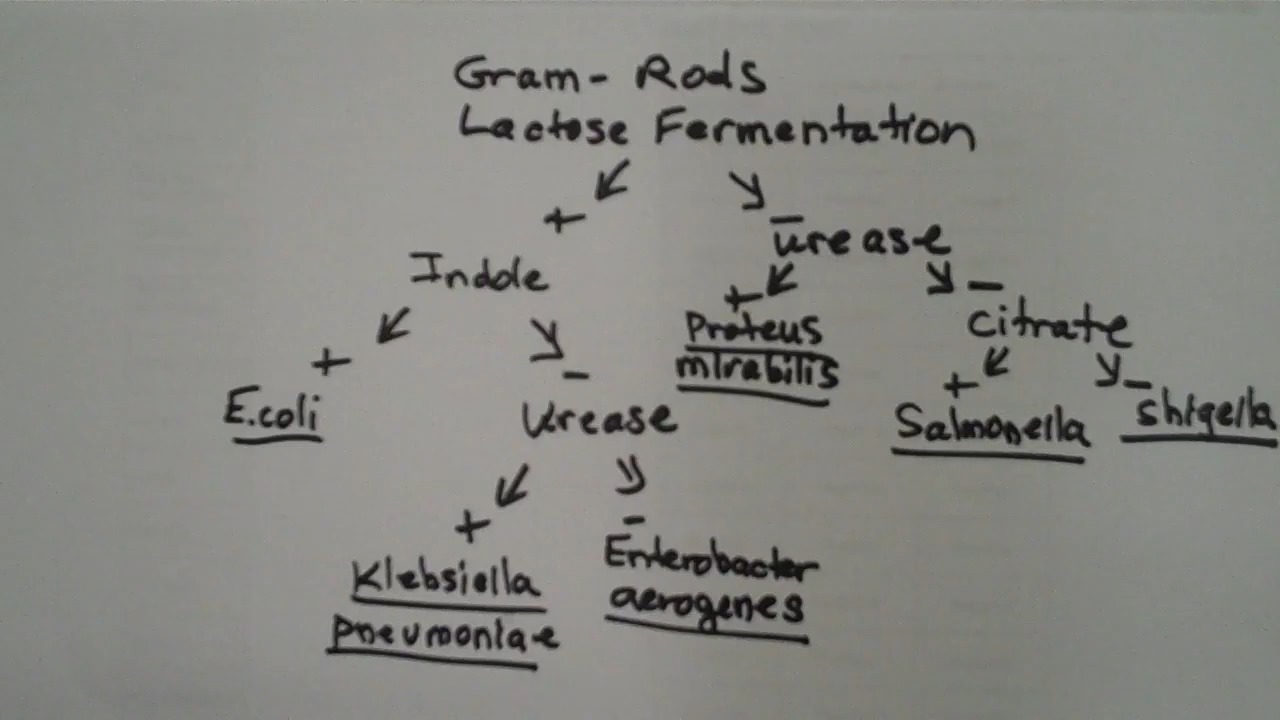 Gram- Rods
Lactose Fermentation
+
-
Indole
Urease
+
-
+
-
E.coli
Urease
Proteus
mirabilis
Citrate
+
-
+
-
Klebsiella
pneumoniae
Enterobacter
aerogenes
Salmonella
Shigella